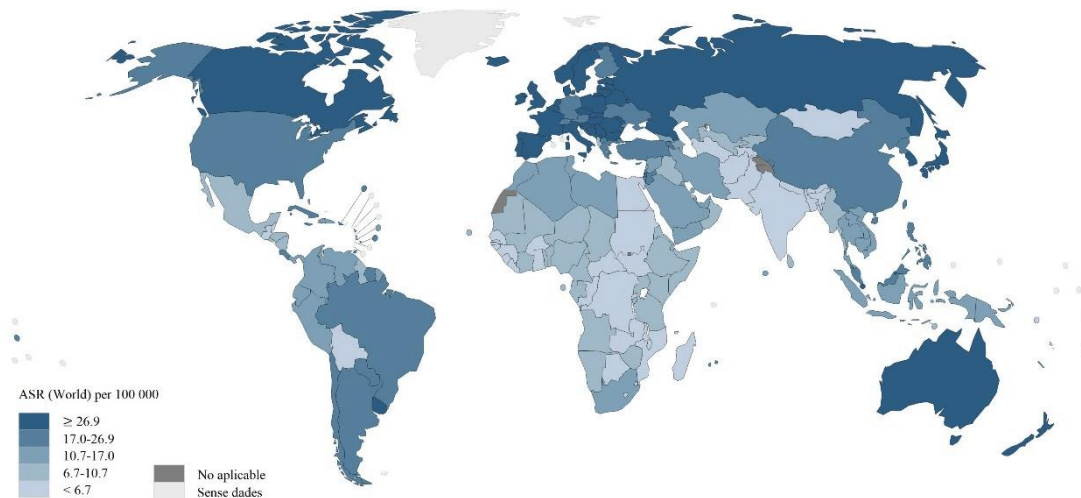 ASR (World) per 100 000
≥ 26.9
17.0-26.9
10.7-17.0
6.7-10.7
< 6.7
No aplicable
Sense dades